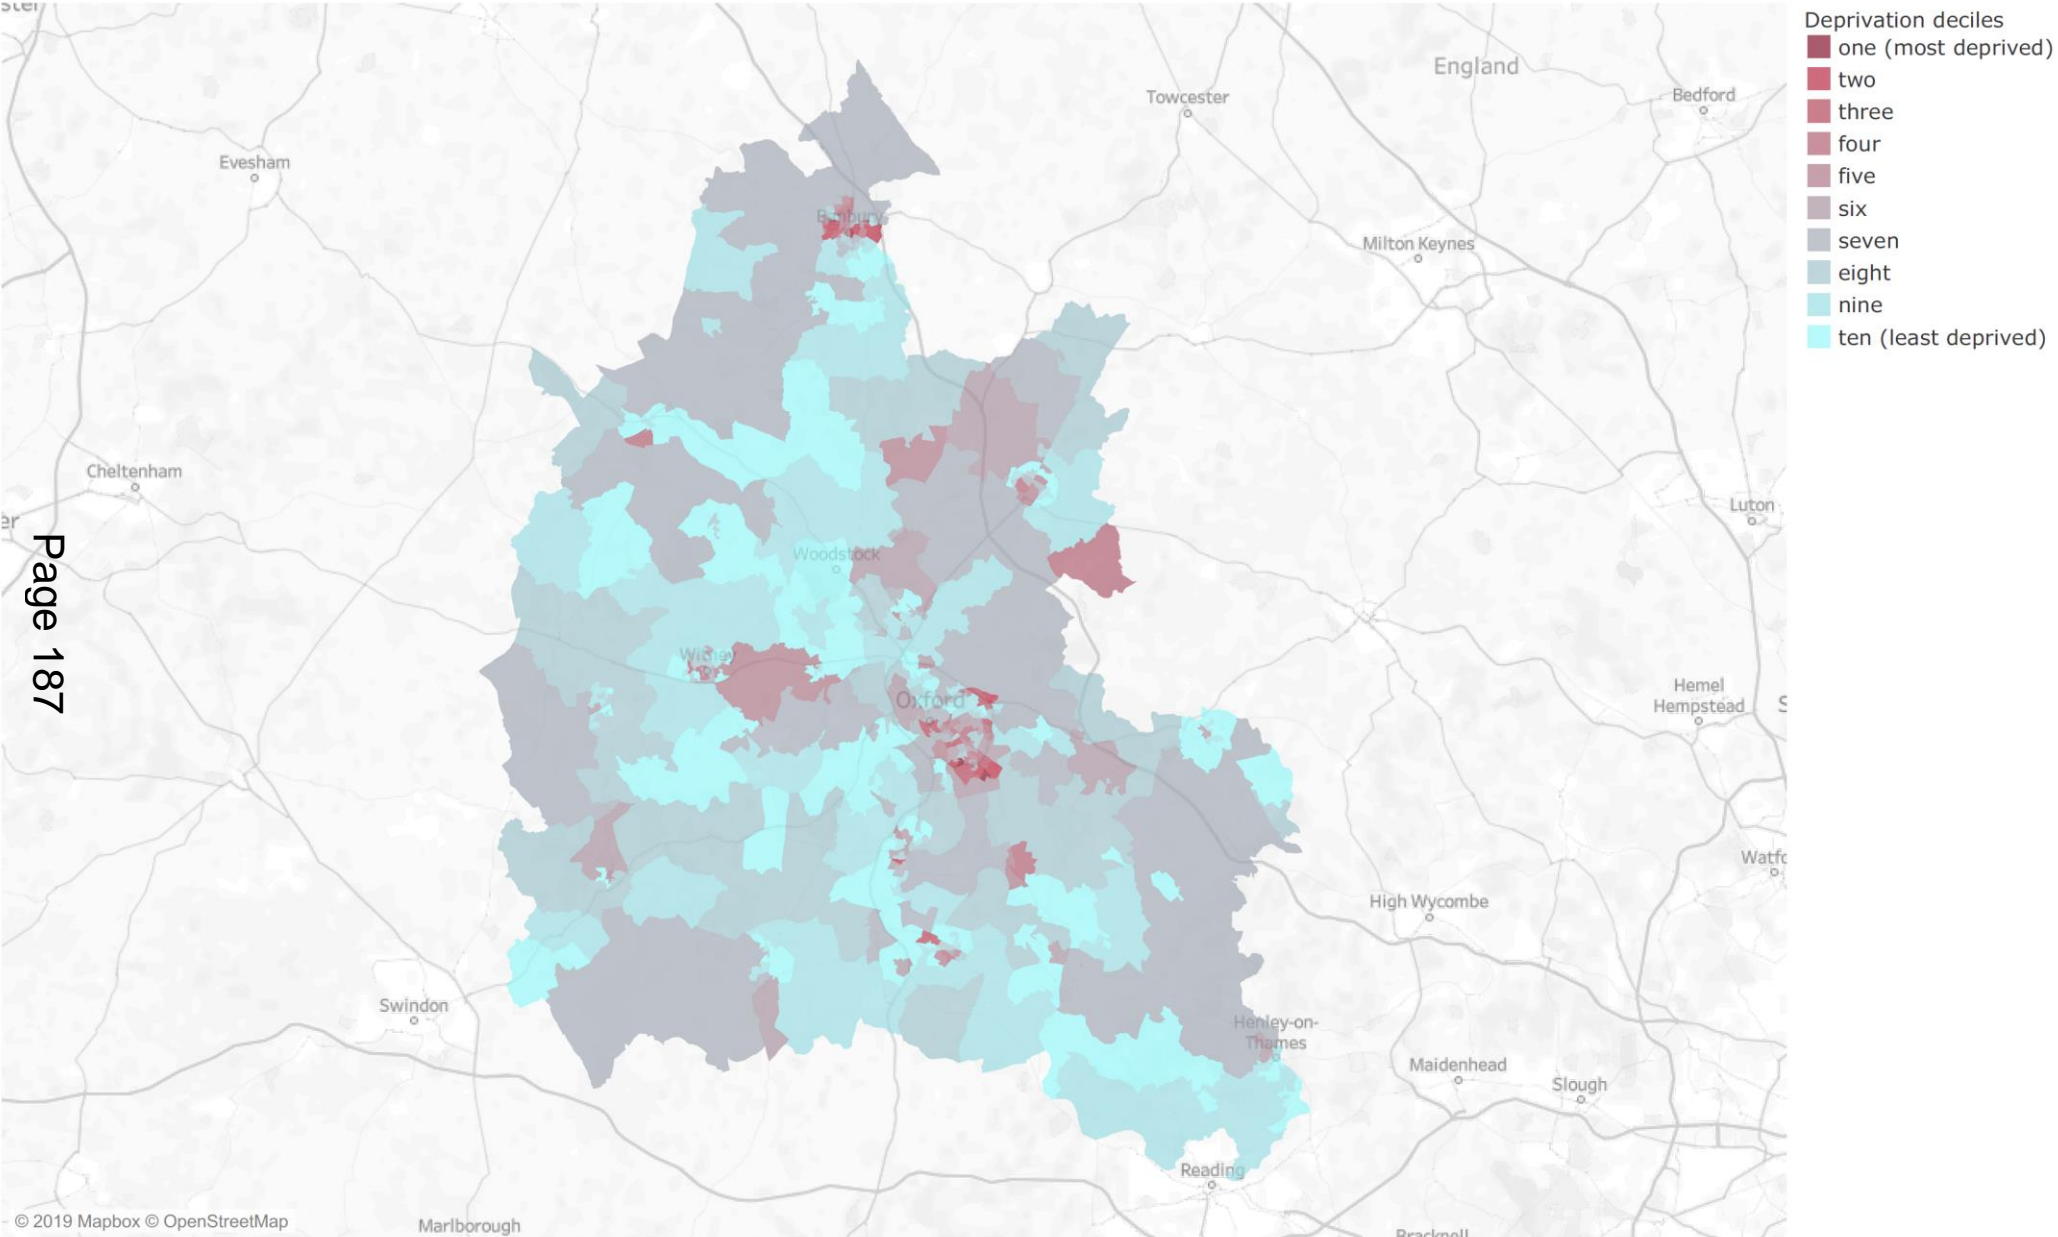 Deprivation deciles
one (most deprived)
two
three
four
five
six
seven
eight
nine
ten (least deprived)
England
Towcester
Bedford
Evesham
Banbury
Milton Keynes
Cheltenham
Luton
Woodstock
Page 187
Witney
Oxford
Hemel
Hempstead
High Wycombe
Swindon
Henley-on-
Thames
Maidenhead
Slough
Reading
© 2019 Mapbox © OpenStreetMap
Marlborough